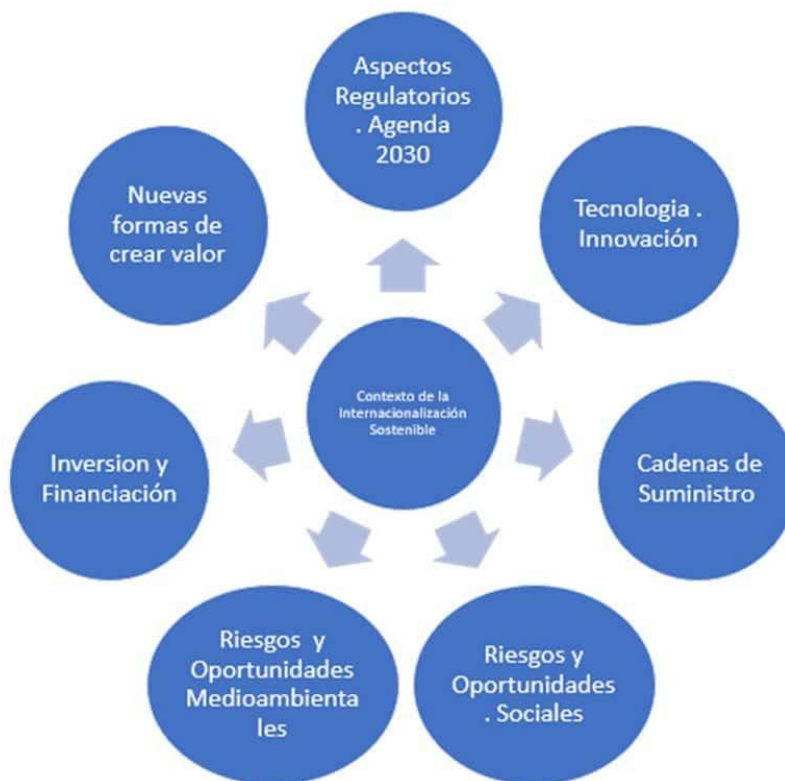 Aspectos
Regulatorios
. Agenda
2030
Tecnologia .
Innovación
Cadenas de
Suministro
Riesgos y
Oportunidades
. Sociales
Riesgos y
Oportunidades
Medioambienta
les
Inversion y
Financiación
Nuevas
formas de
crear valor
Contexto de la
Internacionalización
Sostenible